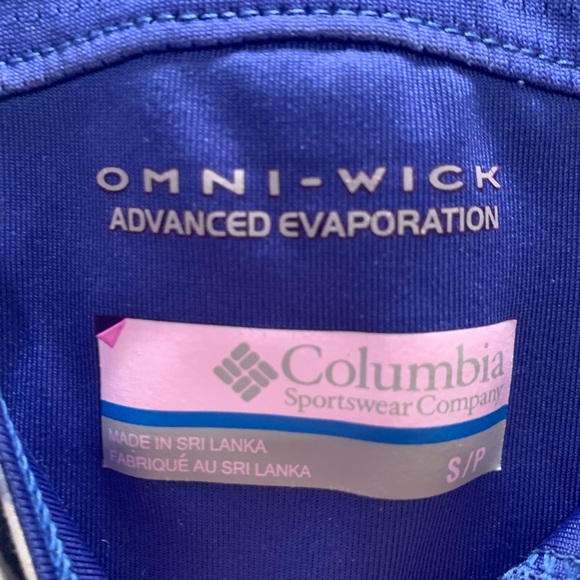 OMNI-WICK
ADVANCED EVAPORATION
Columbia
Sportswear Company
MADE IN SRI LANKA
FABRIQUÉ AU SRI LANKA
S/P